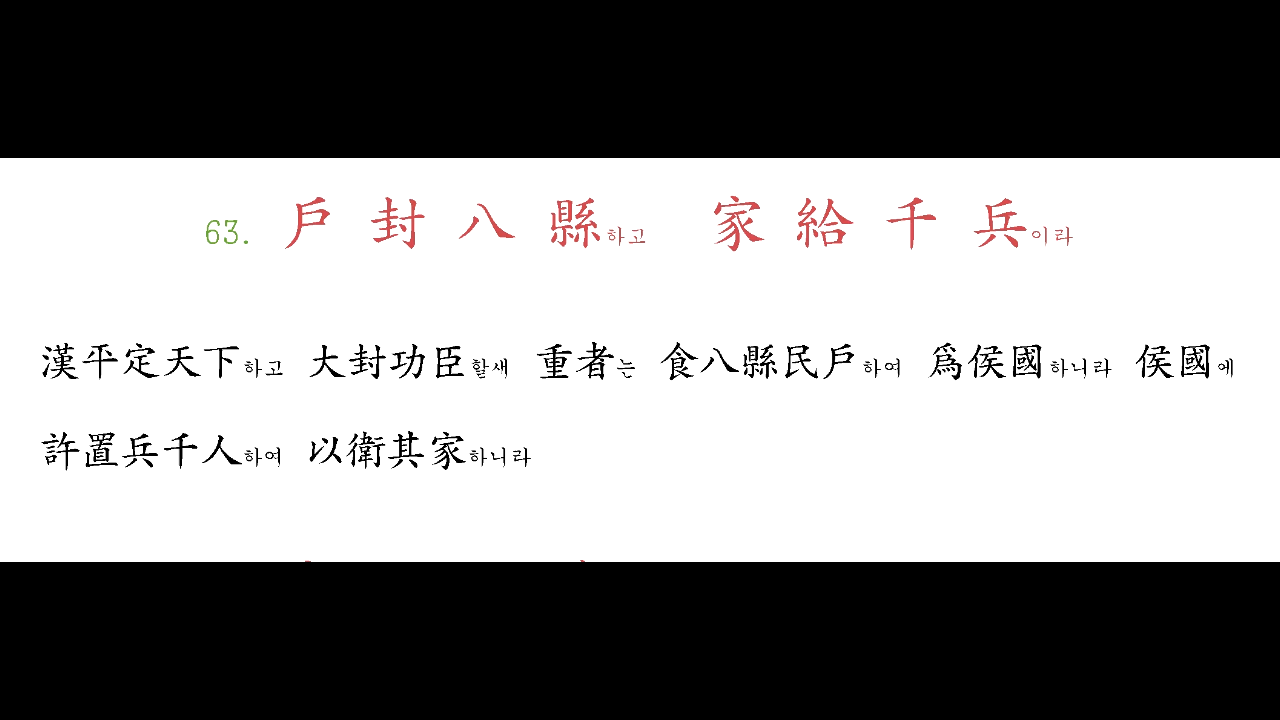 63. 戶 封 八 縣하고 家 給 千 兵이라
漢平定天下하고 大封功臣할새 重者는 食八縣民戶하여 爲侯國하니라 侯國에
許置兵千人하여 以衛其家하니라